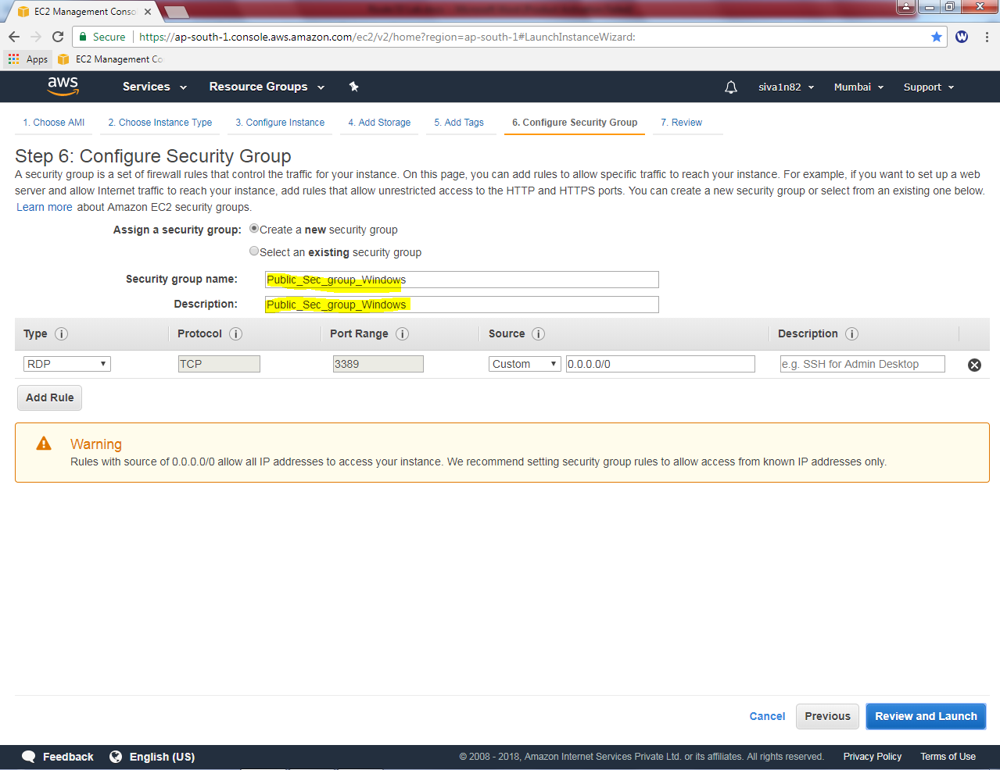 EC2 Management Conso
Secure
https://ap-south-1.console.aws.amazon.com/ec2/v2/home?region=ap-south-1#LaunchInstanceWizard:
W
Apps
EC2 Management Co
aws
Services
Resource Groups
siva1n82
Mumbai
Support
1. Choose AMI
2. Choose Instance Type
3. Configure Instance
4. Add Storage
5. Add Tags
6. Configure Security Group
7. Review
Step 6: Configure Security Group
A security group is a set of firewall rules that control the traffic for your instance. On this page, you can add rules to allow specific traffic to reach your instance. For example, if you want to set up a web
server and allow Internet traffic to reach your instance, add rules that allow unrestricted access to the HTTP and HTTPS ports. You can create a new security group or select from an existing one below.
Learn more about Amazon EC2 security groups.
Assign a security group:
Create a new security group
Select an existing security group
Security group name:
Public_Sec_group_Windows
Description:
Public_Sec_group_Windows
Type
Protocol
Port Range
Source
Description
RDP
TCP
3389
Custom
0.0.0.0/0
e.g. SSH for Admin Desktop
Add Rule
Warning
Rules with source of 0.0.0.0/0 allow all IP addresses to access your instance. We recommend setting security group rules to allow access from known IP addresses only.
Cancel
Previous
Review and Launch
Feedback
English (US)
© 2008 - 2018, Amazon Internet Services Private Ltd. or its affiliates. All rights reserved.
Privacy Policy
Terms of Use